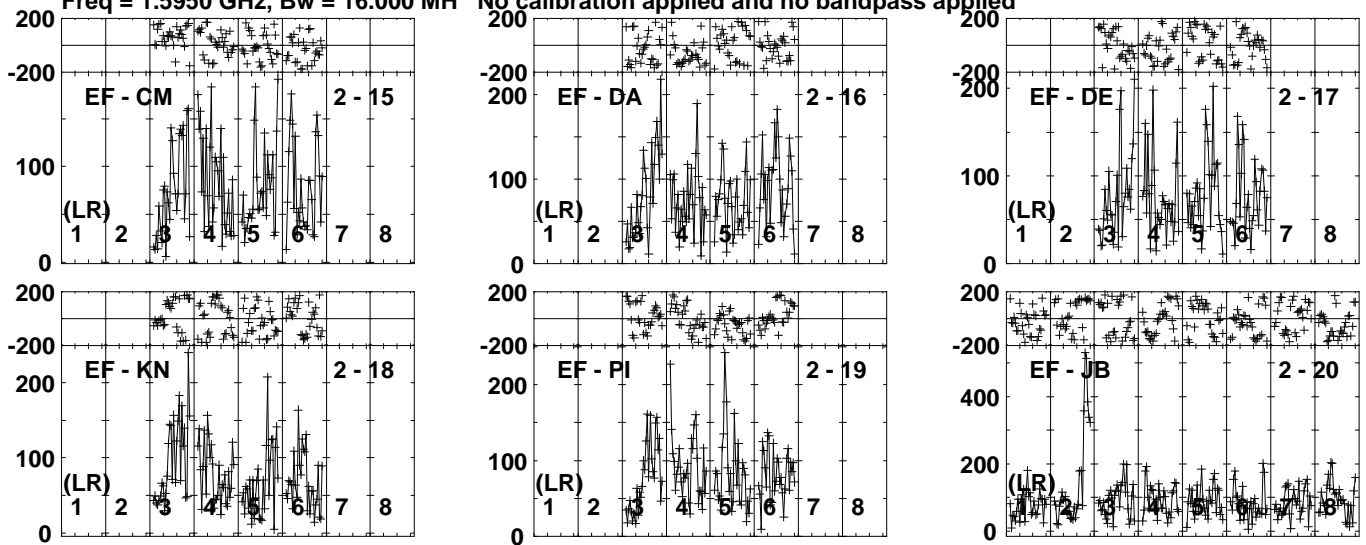 Freq = 1.5950 GHz, Bw = 16.000 MH No calibration applied and no bandpass applied
200
-200
EF - CM 2 - 15
100
0
(LR)
1 2 3 4 5 6 7 8
-200
200
EF - DA 2 - 16
100
0
(LR)
1 2 3 4 5 6 7 8
-200
200
EF - DE 2 - 17
100
0
(LR)
1 2 3 4 5 6 7 8
200
-200
EF - KN 2 - 18
200
100
0
(LR)
1 2 3 4 5 6 7 8
200
-200
EF - PI 2 - 19
200
100
0
(LR)
1 2 3 4 5 6 7 8
200
-200
EF - JB 2 - 20
400
200
0
(LR)
1 2 3 4 5 6 7 8